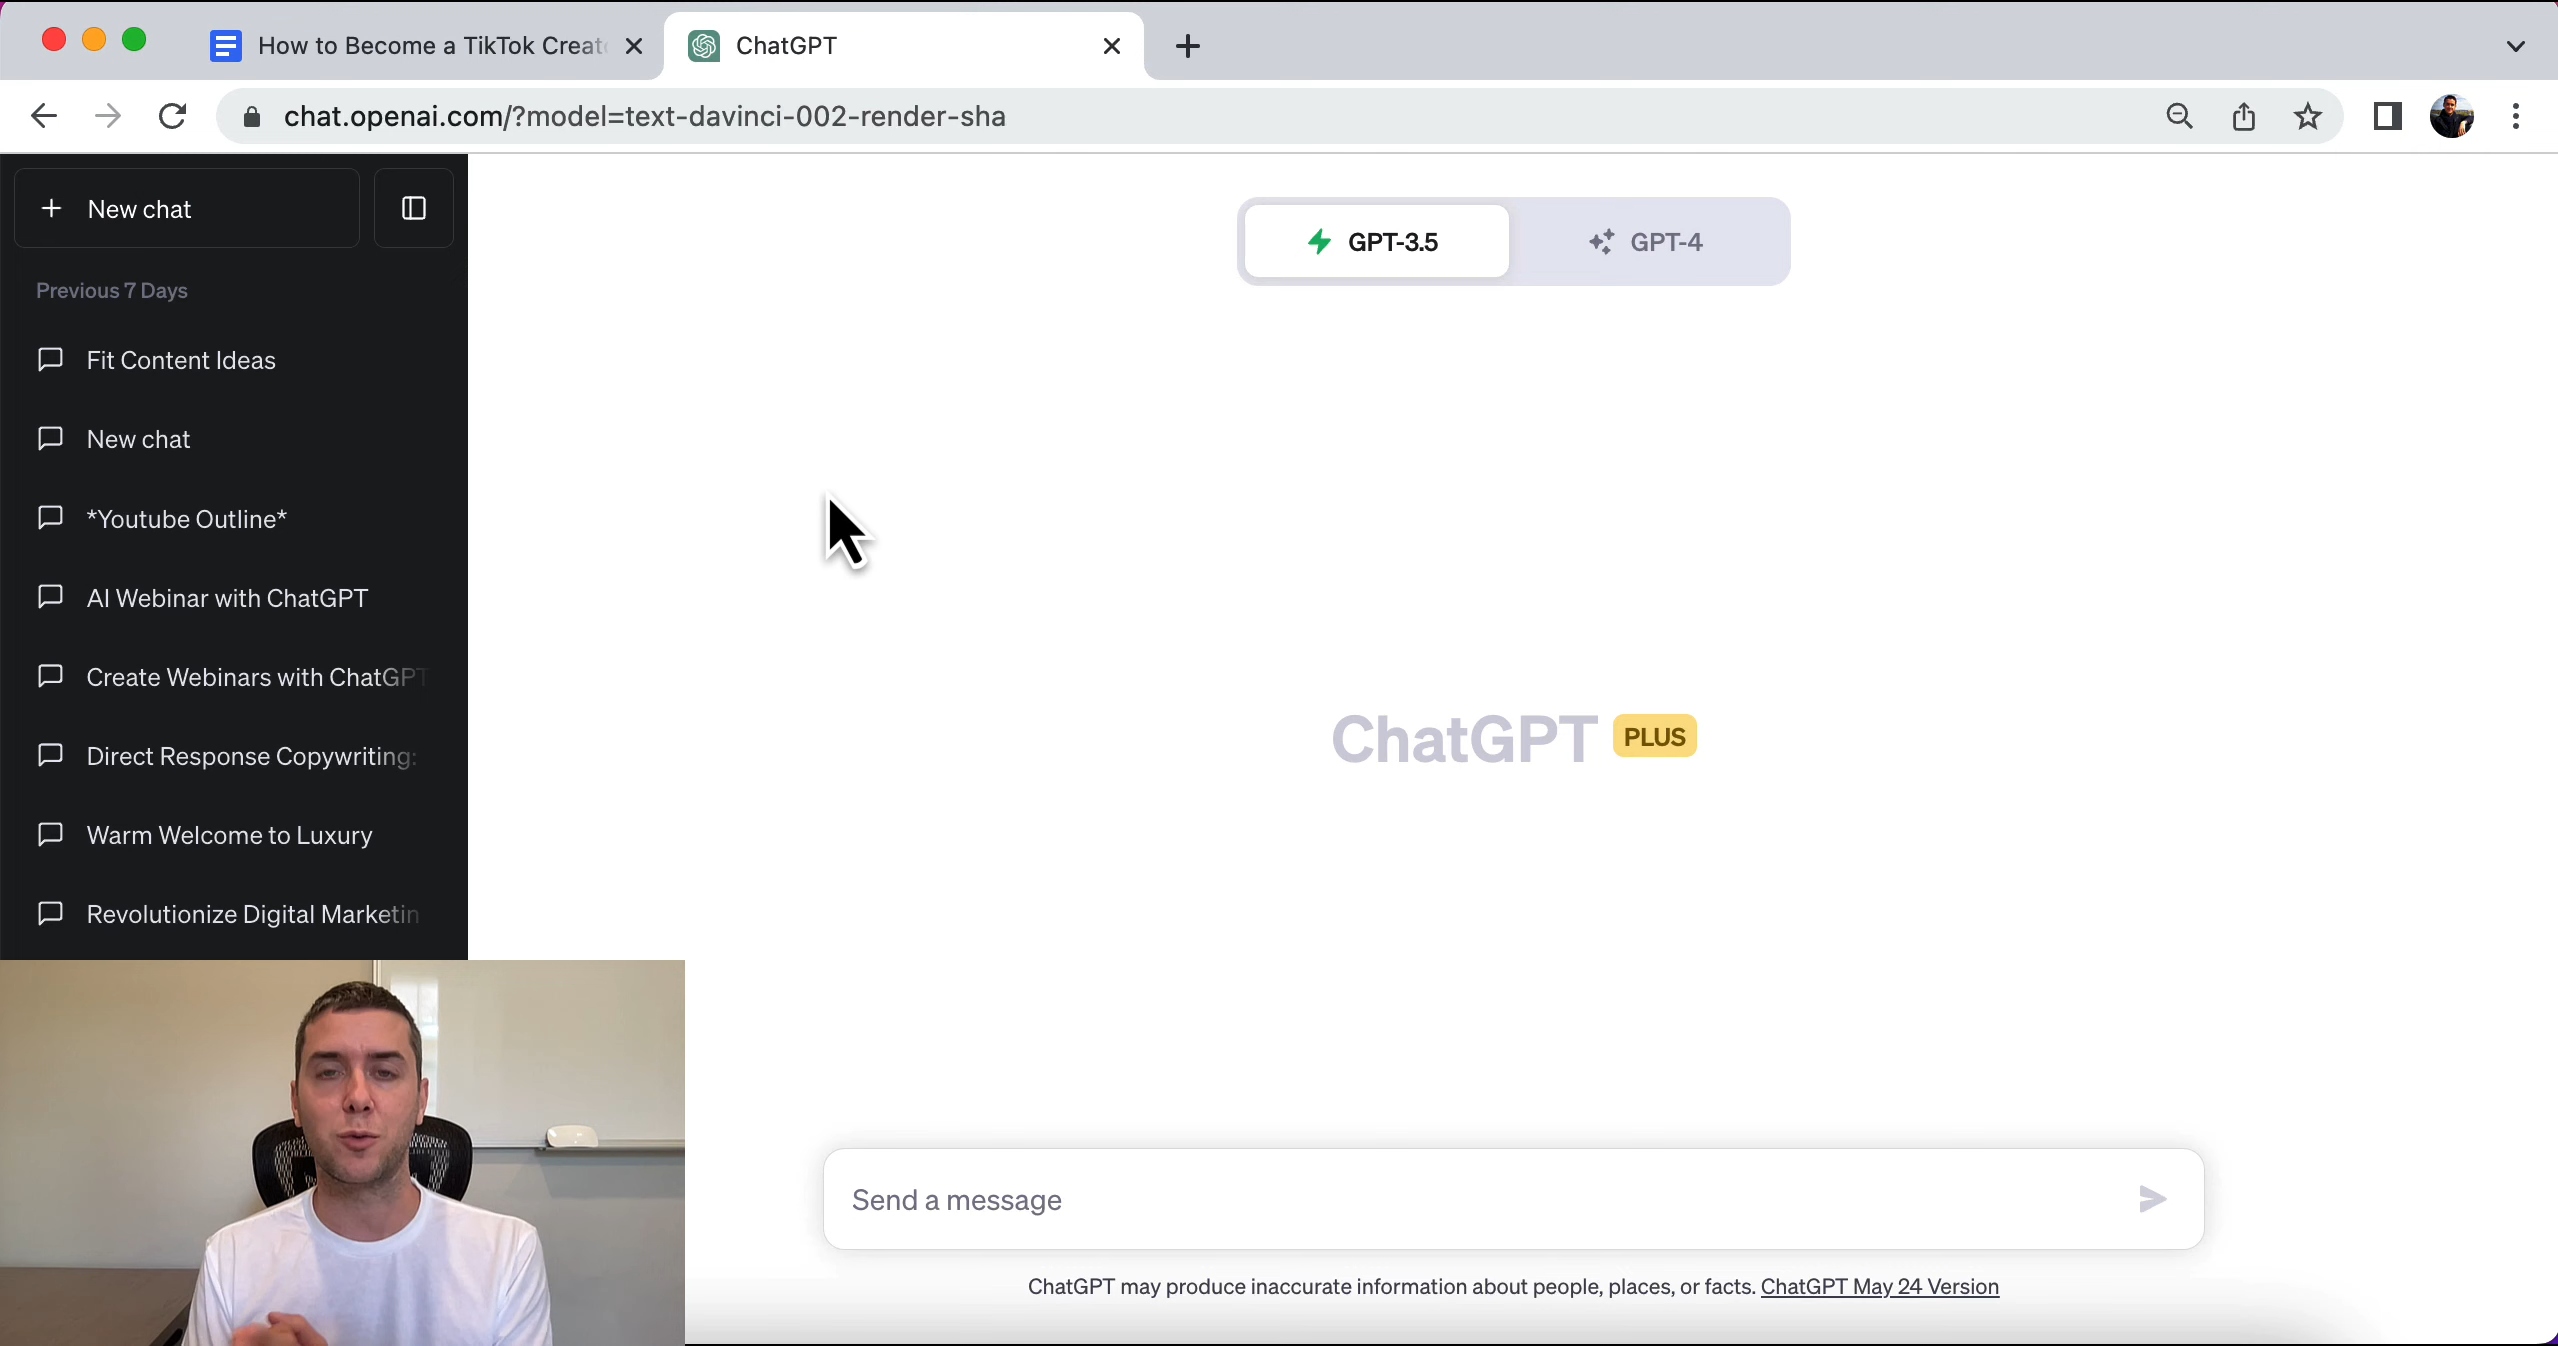 How to Become a TikTok Creat
ChatGPT
chat.openai.com/?model=text-davinci-002-render-sha
New chat
GPT-3.5
GPT-4
Previous 7 Days
Fit Content Ideas
New chat
*Youtube Outline*
AI Webinar with ChatGPT
Create Webinars with ChatGPT
Direct Response Copywriting:
Warm Welcome to Luxury
Revolutionize Digital Marketin
ChatGPT PLUS
Send a message
ChatGPT may produce inaccurate information about people, places, or facts. ChatGPT May 24 Version